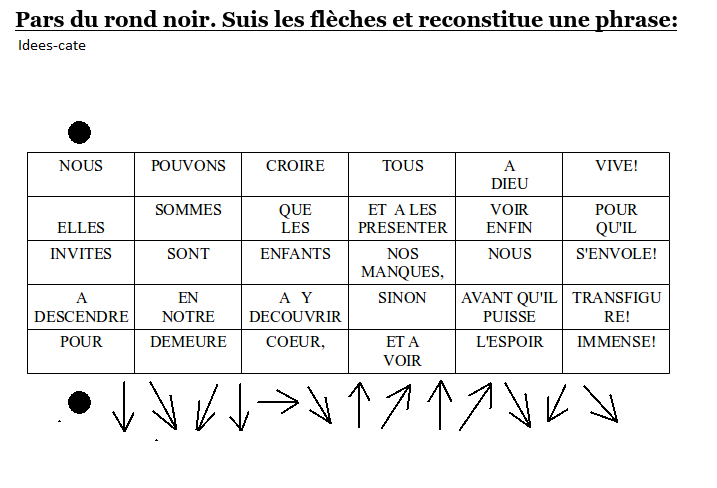 Pars du rond noir. Suis les flèches et reconstitue une phrase:
Idees-cate
NOUS POUVONS CROIRE TOUS A DIEU VIVE!
ELLES SOMMES QUE LES ET A LES PRESENTER VOIR ENFIN POUR QU'IL
INVITES SONT ENFANTS NOS MANQUES, NOUS S'ENVOLE!
A DESCENDRE EN NOTRE A Y DECOUVRIR SINON AVANT QU'IL PUISSE TRANSFIGU RE!
POUR DEMEURE COEUR, ET A VOIR L'ESPOIR IMMENSE!